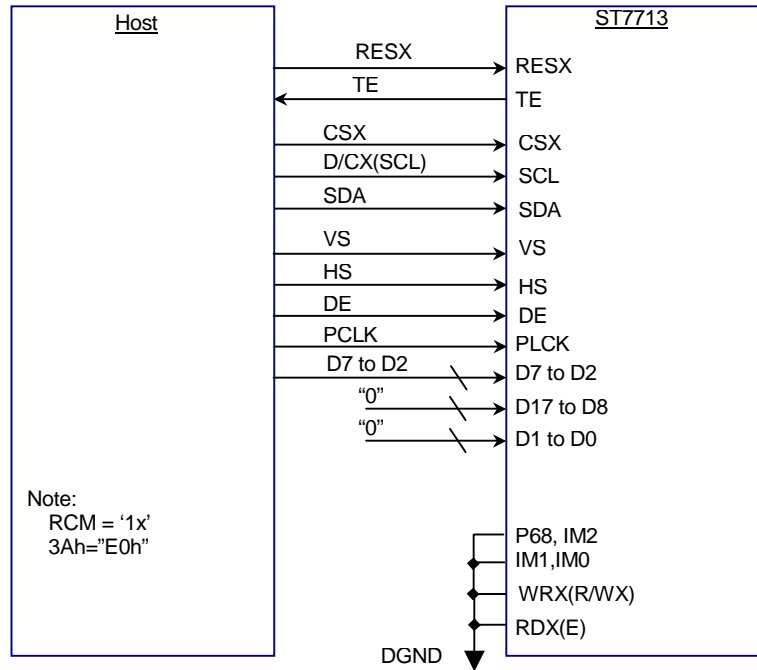 Host
ST7713
RESX
RESX
TE
TE
CSX
CSX
D/CX(SCL)
SCL
SDA
SDA
VS
VS
HS
HS
DE
DE
PCLK
PLCK
D7 to D2
D7 to D2
“0”
D17 to D8
“0”
D1 to D0
Note:
RCM = ‘1x’
3Ah=”E0h”
P68, IM2
IM1,IM0
WRX(R/WX)
RDX(E)
DGND